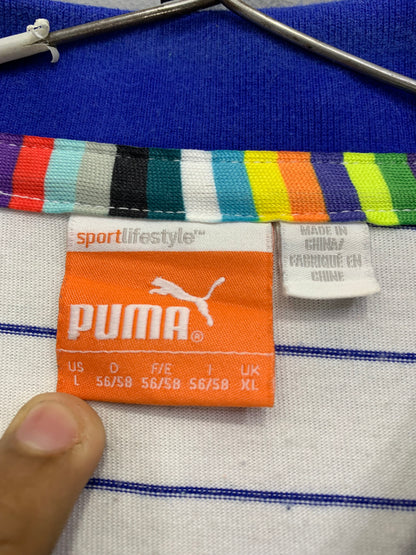 sportlifestyle™
PUMA®
US D F/E I UK
L 56/58 56/58 56/58 XL
MADE IN
CHINA/
FABRIQUÉ EN
CHINE